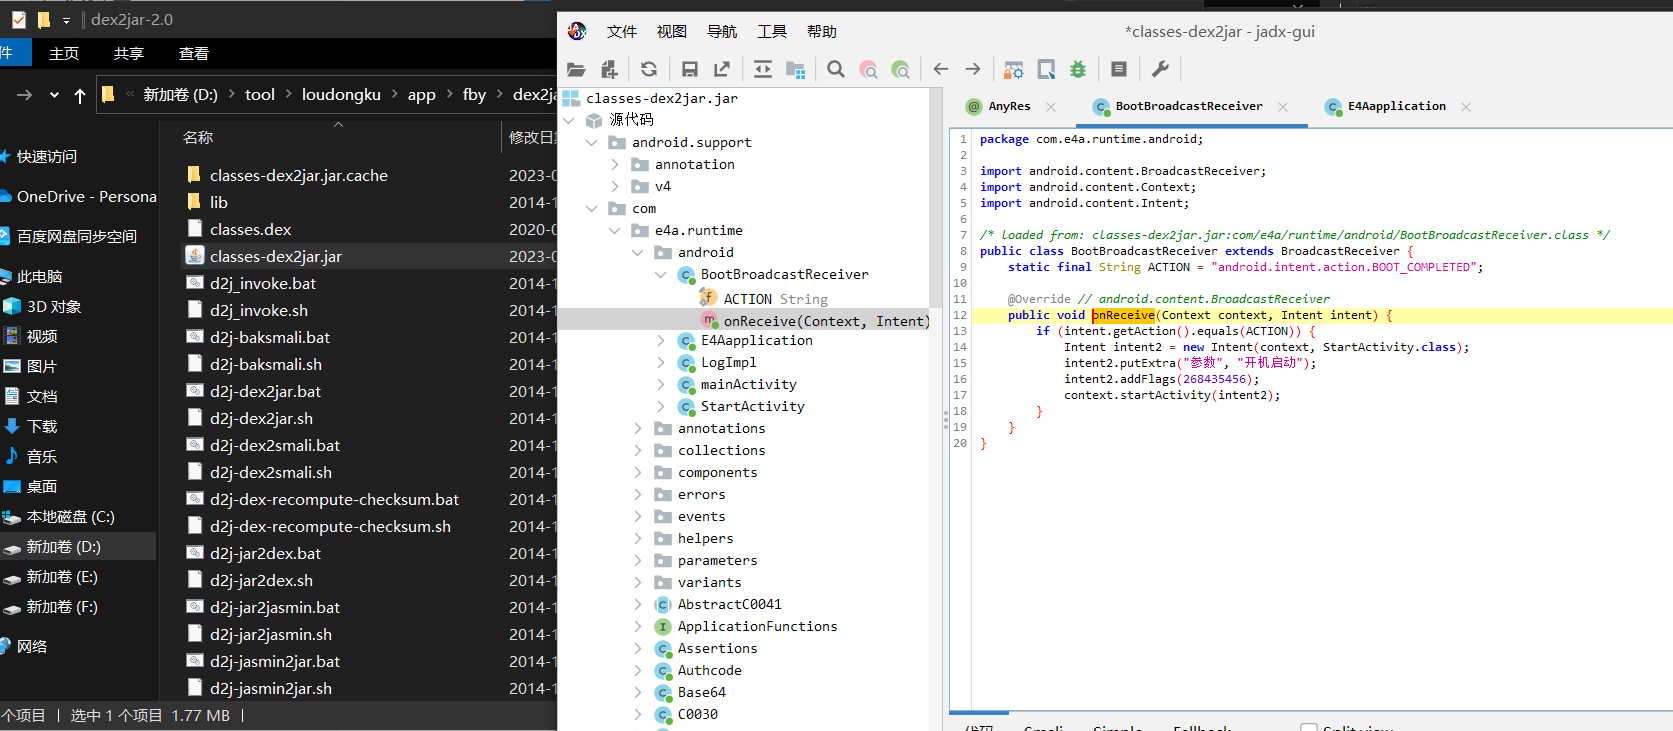 dex2jar-2.0
件
主页
共享
查看
新加卷 (D:)
tool
loudongku
app
fby
名称
修改日
快速访问
OneDrive - Persona
百度网盘同步空间
此电脑
3D 对象
视频
图片
文档
下载
音乐
桌面
本地磁盘 (C:)
新加卷 (D:)
新加卷 (E:)
新加卷 (F:)
网络
classes-dex2jar.jar.cache
2023-0
lib
2014-1
classes.dex
2020-0
classes-dex2jar.jar
2023-0
d2j_invoke.bat
2014-1
d2j_invoke.sh
2014-1
d2j-baksmali.bat
2014-1
d2j-baksmali.sh
2014-1
d2j-dex2jar.bat
2014-1
d2j-dex2jar.sh
2014-1
d2j-dex2smali.bat
2014-1
d2j-dex2smali.sh
2014-1
d2j-dex-recompute-checksum.bat
2014-1
d2j-dex-recompute-checksum.sh
2014-1
d2j-jar2dex.bat
2014-1
d2j-jar2dex.sh
2014-1
d2j-jar2jasmin.bat
2014-1
d2j-jar2jasmin.sh
2014-1
d2j-jasmin2jar.bat
2014-1
d2j-jasmin2jar.sh
2014-1
个项目
选中 1 个项目 1.77 MB
文件
视图
导航
工具
帮助
*classes-dex2jar - jadx-gui
classes-dex2jar.jar
源代码
android.support
annotation
v4
com
e4a.runtime
android
BootBroadcastReceiver
ACTION String
onReceive(Context, Intent)
E4Aapplication
LogImpl
mainActivity
StartActivity
annotations
collections
components
errors
events
helpers
parameters
variants
AbstractC0041
ApplicationFunctions
Assertions
Authcode
Base64
C0030
AnyRes
BootBroadcastReceiver
E4Aapplication
1 package com.e4a.runtime.android;
2
3 import android.content.BroadcastReceiver;
4 import android.content.Context;
5 import android.content.Intent;
6
7 /* loaded from: classes-dex2jar.jar:com/e4a/runtime/android/BootBroadcastReceiver.class */
8 public class BootBroadcastReceiver extends BroadcastReceiver {
9 static final String ACTION = "android.intent.action.BOOT_COMPLETED";
10
11 @Override // android.content.BroadcastReceiver
12 public void onReceive(Context context, Intent intent) {
13 if (intent.getAction().equals(ACTION)) {
14 Intent intent2 = new Intent(context, StartActivity.class);
15 intent2.putExtra("参数", "开机启动");
16 intent2.addFlags(268435456);
17 context.startActivity(intent2);
18 }
19 }
20 }
代码
Smali
Simple
Fallback
Split view